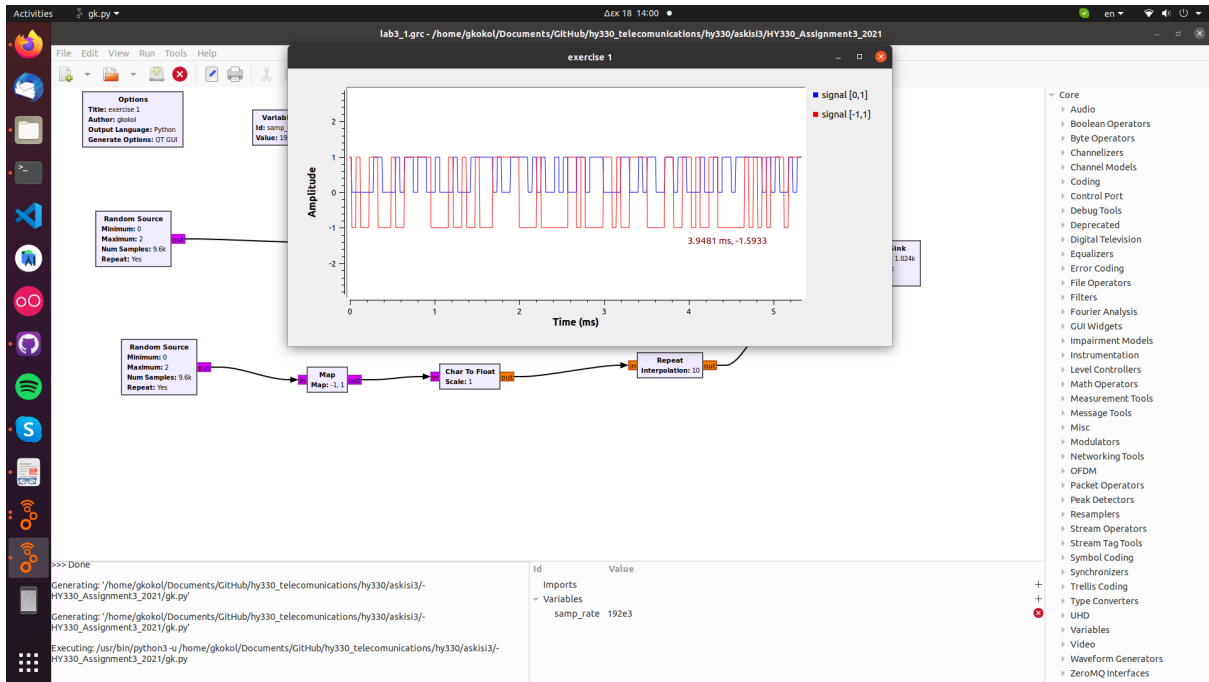 Activities
gk.py
Δεκ 18 14:00
en
lab3_1.grc - /home/gkokol/Documents/GitHub/hy330_telecomunications/hy330/askisi3/HY330_Assignment3_2021
File Edit View Run Tools Help
exercise 1
Options
Title: exercise 1
Author: gkokol
Output Language: Python
Generate Options: QT GUI
Variabl
Id: samp_
Value: 19
signal [0,1]
signal [-1,1]
Amplitude
2
1
0
-1
-2
3.9481 ms, -1.5933
0 1 2 3 4 5
Time (ms)
Random Source
Minimum: 0
Maximum: 2
Num Samples: 9.6k
Repeat: Yes
out
Sink
1.024k
Random Source
Minimum: 0
Maximum: 2
Num Samples: 9.6k
Repeat: Yes
out
in
Map
Map: -1, 1
out
in
Char To Float
Scale: 1
out
in
Repeat
Interpolation: 10
out
Core
Audio
Boolean Operators
Byte Operators
Channelizers
Channel Models
Coding
Control Port
Debug Tools
Deprecated
Digital Television
Equalizers
Error Coding
File Operators
Filters
Fourier Analysis
GUI Widgets
Impairment Models
Instrumentation
Level Controllers
Math Operators
Measurement Tools
Message Tools
Misc
Modulators
Networking Tools
OFDM
Packet Operators
Peak Detectors
Resamplers
Stream Operators
Stream Tag Tools
Symbol Coding
Synchronizers
Trellis Coding
Type Converters
UHD
Variables
Video
Waveform Generators
ZeroMQ Interfaces
>>> Done
Generating: '/home/gkokol/Documents/GitHub/hy330_telecomunications/hy330/askisi3/-
HY330_Assignment3_2021/gk.py'
Generating: '/home/gkokol/Documents/GitHub/hy330_telecomunications/hy330/askisi3/-
HY330_Assignment3_2021/gk.py'
Executing: /usr/bin/python3 -u /home/gkokol/Documents/GitHub/hy330_telecomunications/hy330/askisi3/-
HY330_Assignment3_2021/gk.py
Id Value
Imports
Variables
samp_rate 192e3